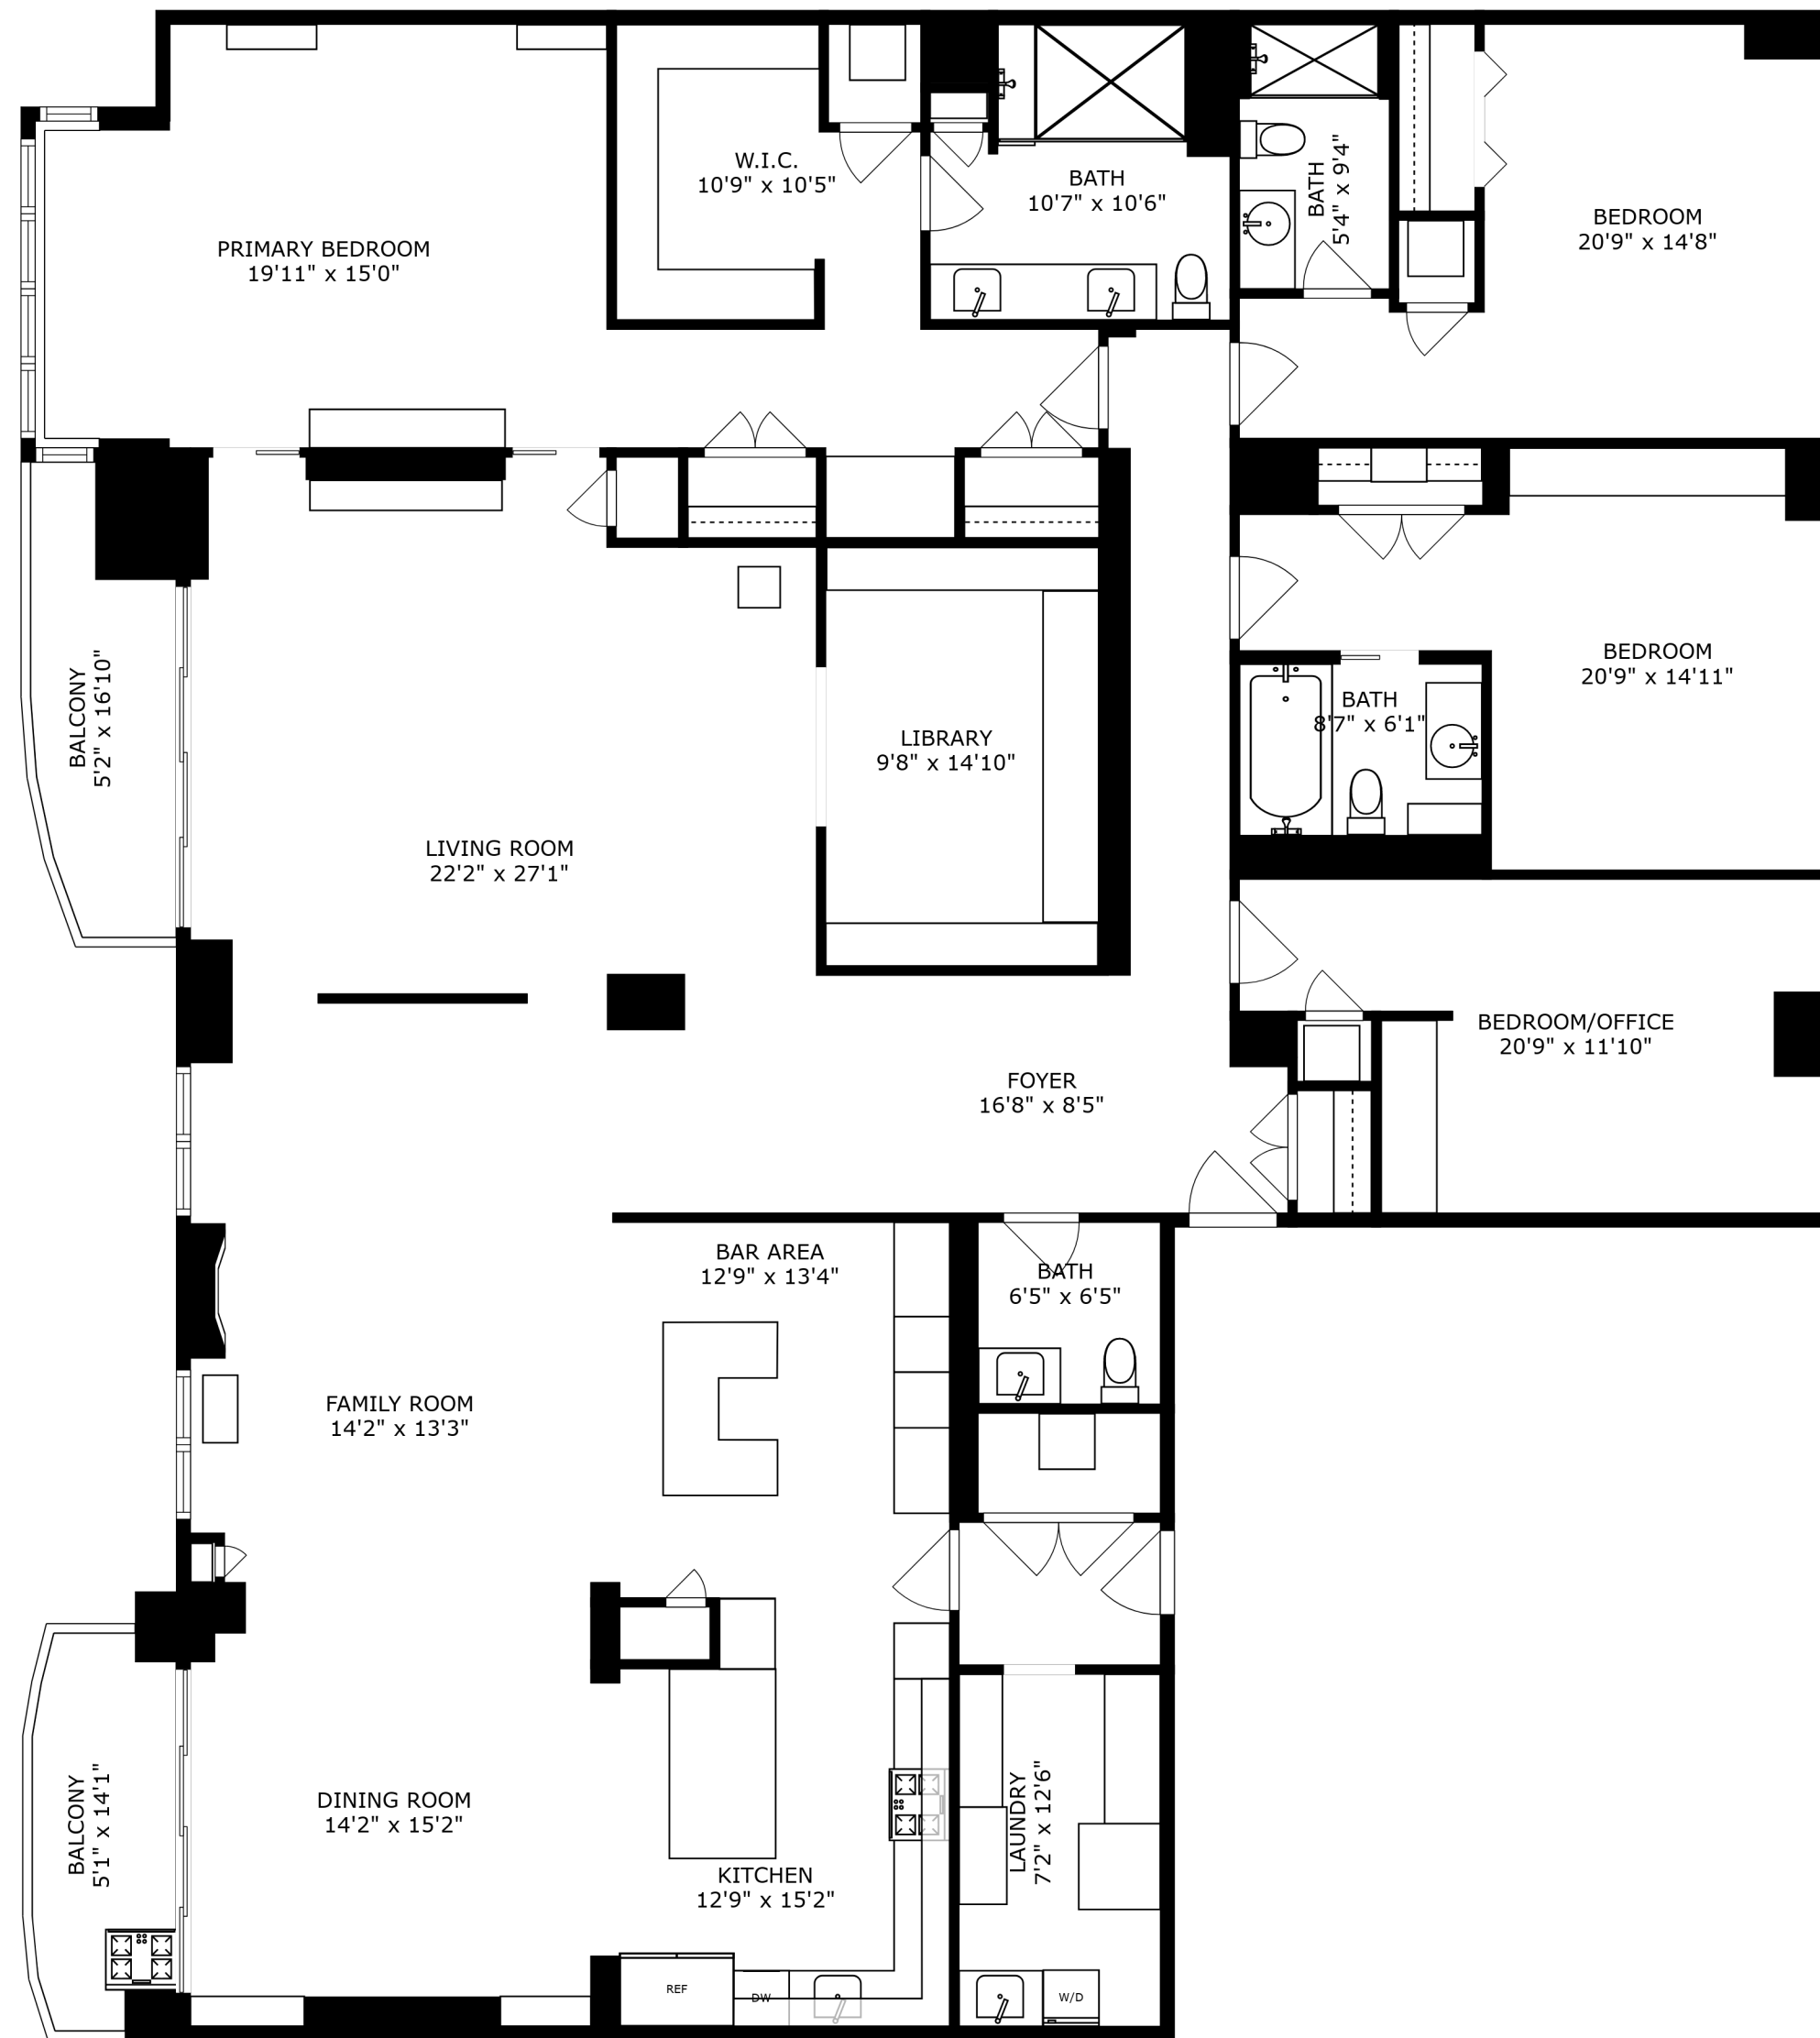 W.I.C.
10'9" x 10'5"
BATH
10'7" x 10'6"
BATH
5'4" x 9'4"
BEDROOM
20'9" x 14'8"
PRIMARY BEDROOM
19'11" x 15'0"
BALCONY
5'2" x 16'10"
LIBRARY
9'8" x 14'10"
BATH
8'7" x 6'1"
BEDROOM
20'9" x 14'11"
LIVING ROOM
22'2" x 27'1"
BEDROOM/OFFICE
20'9" x 11'10"
FOYER
16'8" x 8'5"
BAR AREA
12'9" x 13'4"
BATH
6'5" x 6'5"
FAMILY ROOM
14'2" x 13'3"
BALCONY
5'1" x 14'1"
DINING ROOM
14'2" x 15'2"
KITCHEN
12'9" x 15'2"
LAUNDRY
7'2" x 12'6"
REF
DW
W/D